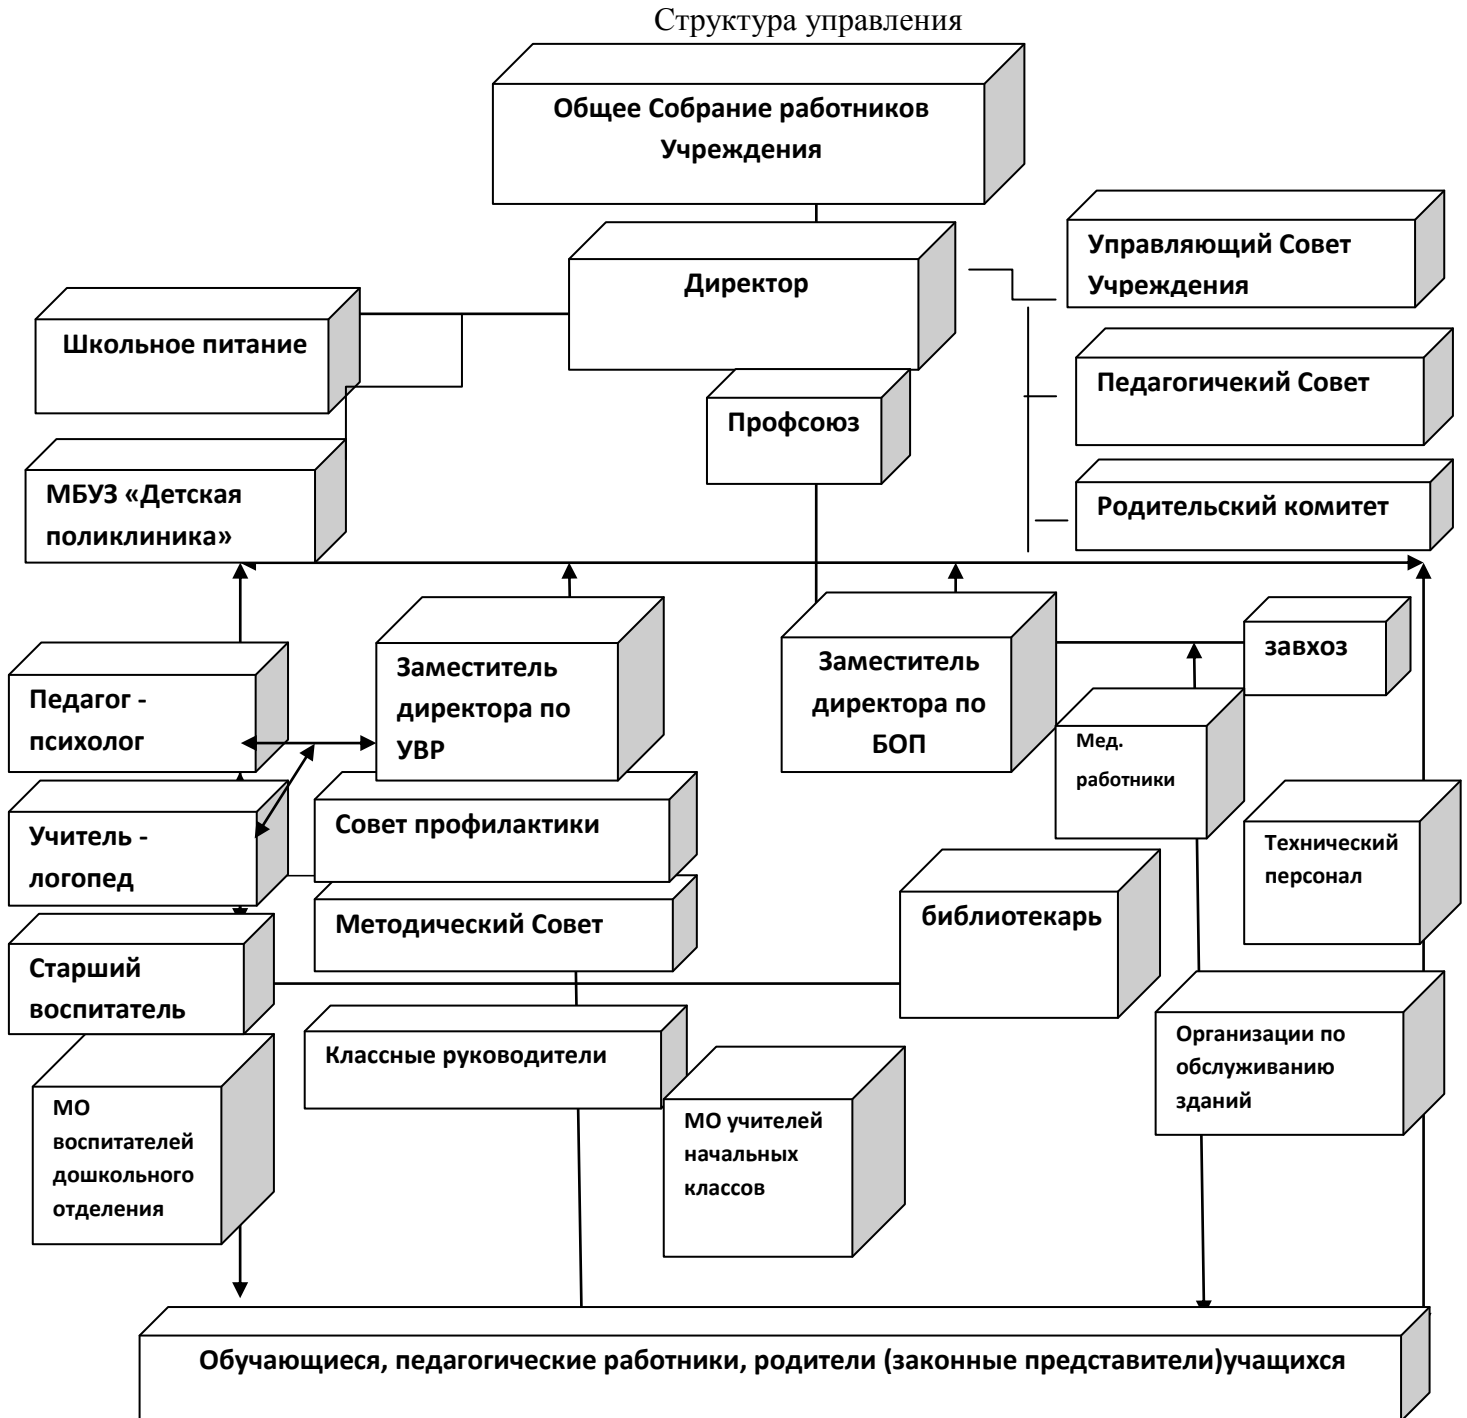 Структура управления
Общее Собрание работников
Учреждения
Управляющий Совет
Учреждения
Директор
Школьное питание
Педагогичекий Совет
Профсоюз
МБУЗ «Детская
поликлиника»
Родительский комитет
Педагог -
психолог
Заместитель
директора по
УВР
Заместитель
директора по
БОП
завхоз
Мед.
работники
Учитель -
логопед
Совет профилактики
Технический
персонал
Методический Совет
библиотекарь
Старший
воспитатель
Классные руководители
Организации по
обслуживанию
зданий
МО
воспитателей
дошкольного
отделения
МО учителей
начальных
классов
Обучающиеся, педагогические работники, родители (законные представители)учащихся